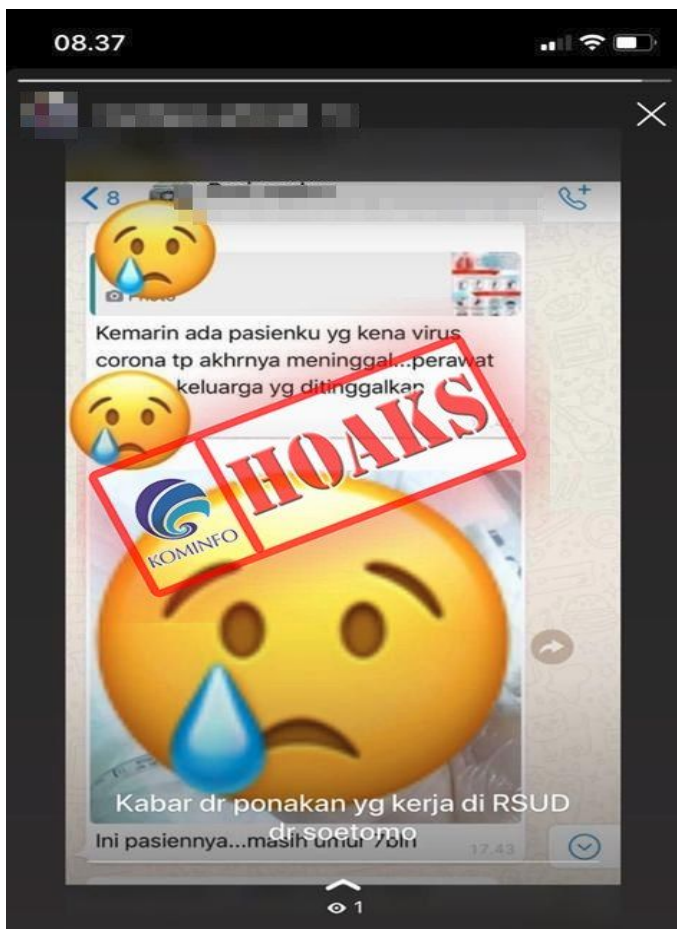 08.37
8
Photo
Kemarin ada pasienku yg kena virus
corona tp akhrnya meninggal...perawat
keluarga yg ditinggalkan
HOAKS
KOMINFO
Kabar dr ponakan yg kerja di RSUD
dr soetomo
Ini pasiennya...masih umur 7bln
17.43
1